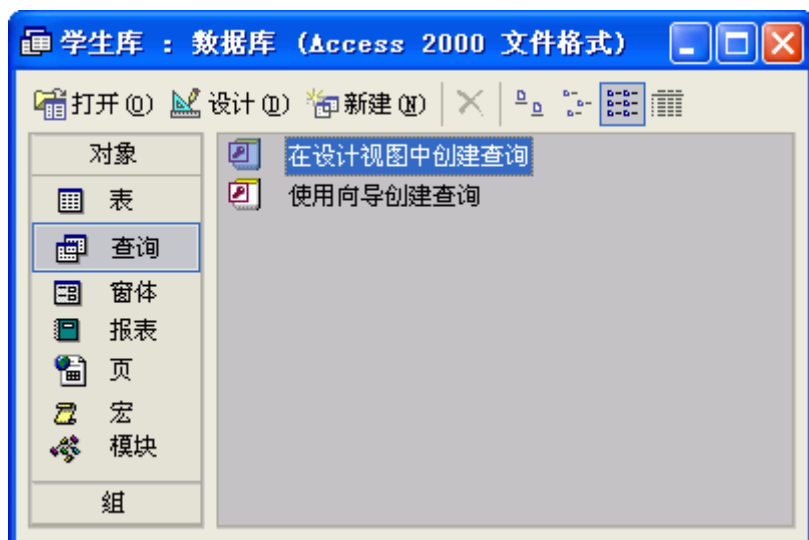 学生库 : 数据库 (Access 2000 文件格式)
打开(O) 设计(D) 新建(N)
对象
表
查询
窗体
报表
页
宏
模块
组
在设计视图中创建查询
使用向导创建查询